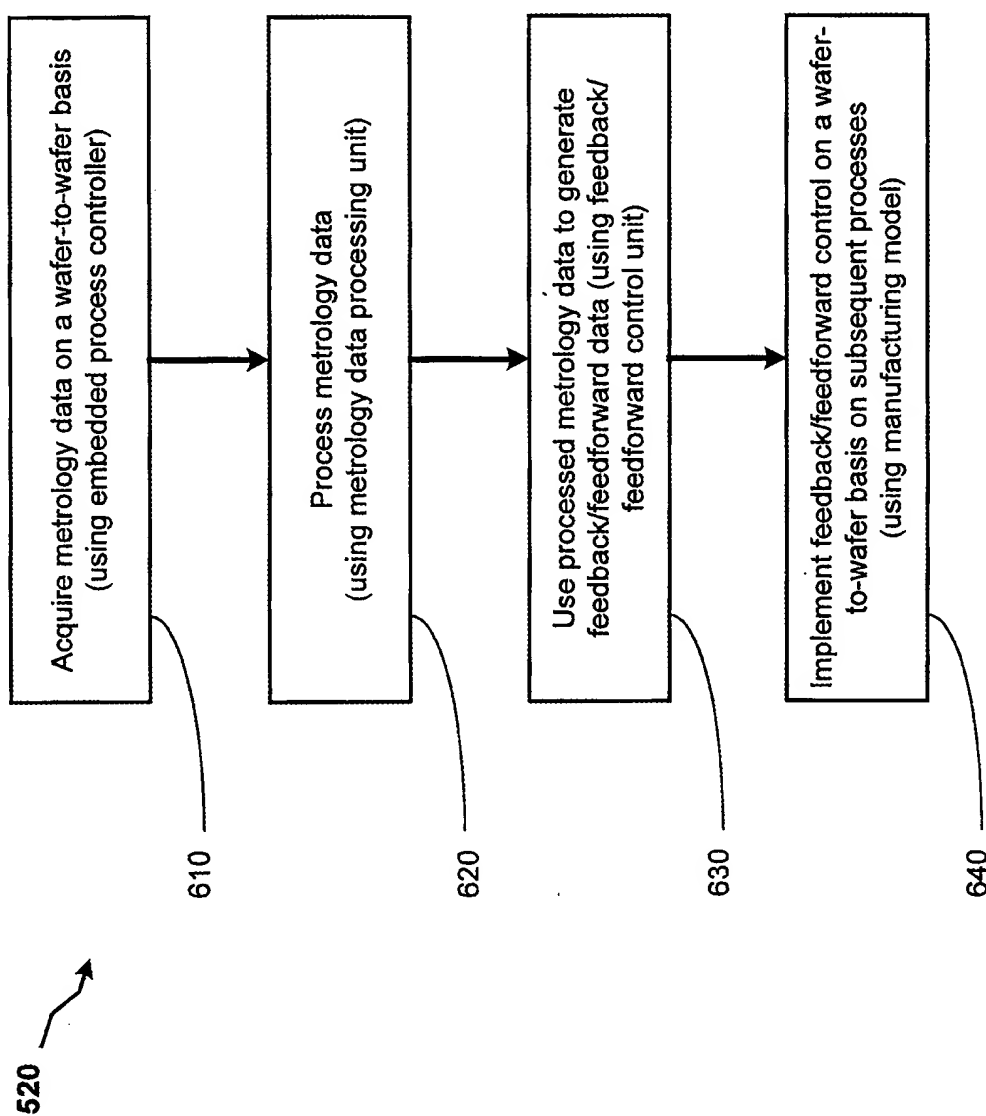 520
Acquire metrology data on a wafer-to-wafer basis
(using embedded process controller)
610
Process metrology data
(using metrology data processing unit)
620
Use processed metrology data to generate
feedback/feedforward data (using feedback/
feedforward control unit)
630
Implement feedback/feedforward control on a wafer-
to-wafer basis on subsequent processes
(using manufacturing model)
640